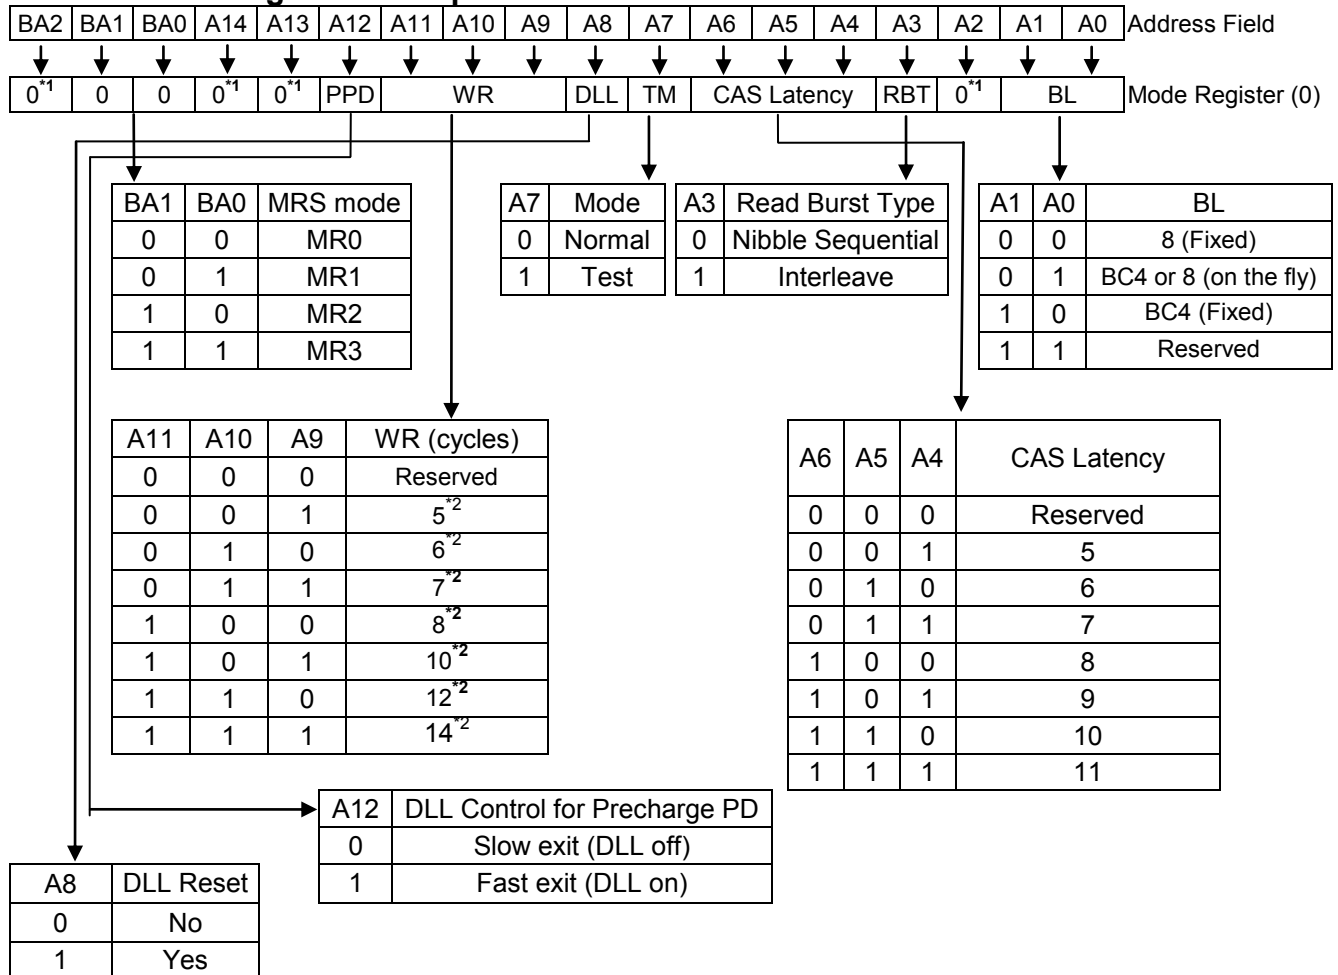 BA2 BA1 BA0 A14 A13 A12 A11 A10 A9 A8 A7 A6 A5 A4 A3 A2 A1 A0 Address Field
0*1 0 0 0*1 0*1 PPD WR DLL TM CAS Latency RBT 0*1 BL Mode Register (0)
BA1 BA0 MRS mode
0 0 MR0
0 1 MR1
1 0 MR2
1 1 MR3
A7 Mode
0 Normal
1 Test
A3 Read Burst Type
0 Nibble Sequential
1 Interleave
A1 A0 BL
0 0 8 (Fixed)
0 1 BC4 or 8 (on the fly)
1 0 BC4 (Fixed)
1 1 Reserved
A11 A10 A9 WR (cycles)
0 0 0 Reserved
0 0 1 5*2
0 1 0 6*2
0 1 1 7*2
1 0 0 8*2
1 0 1 10*2
1 1 0 12*2
1 1 1 14*2
A6 A5 A4 CAS Latency
0 0 0 Reserved
0 0 1 5
0 1 0 6
0 1 1 7
1 0 0 8
1 0 1 9
1 1 0 10
1 1 1 11
A12 DLL Control for Precharge PD
0 Slow exit (DLL off)
1 Fast exit (DLL on)
A8 DLL Reset
0 No
1 Yes